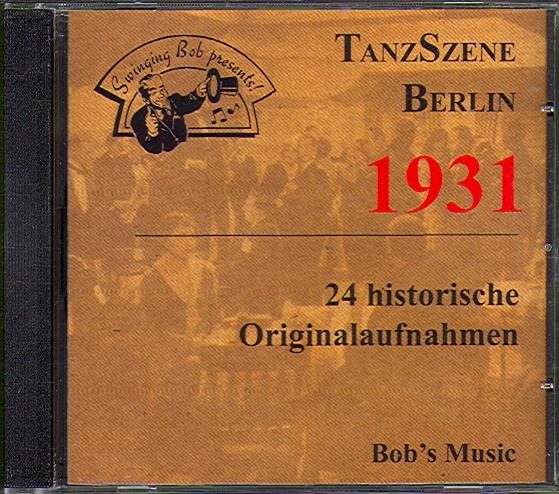 Swinging Bob presents!
TanzSzene
Berlin
1931
24 historische
Originalaufnahmen
Bob's Music